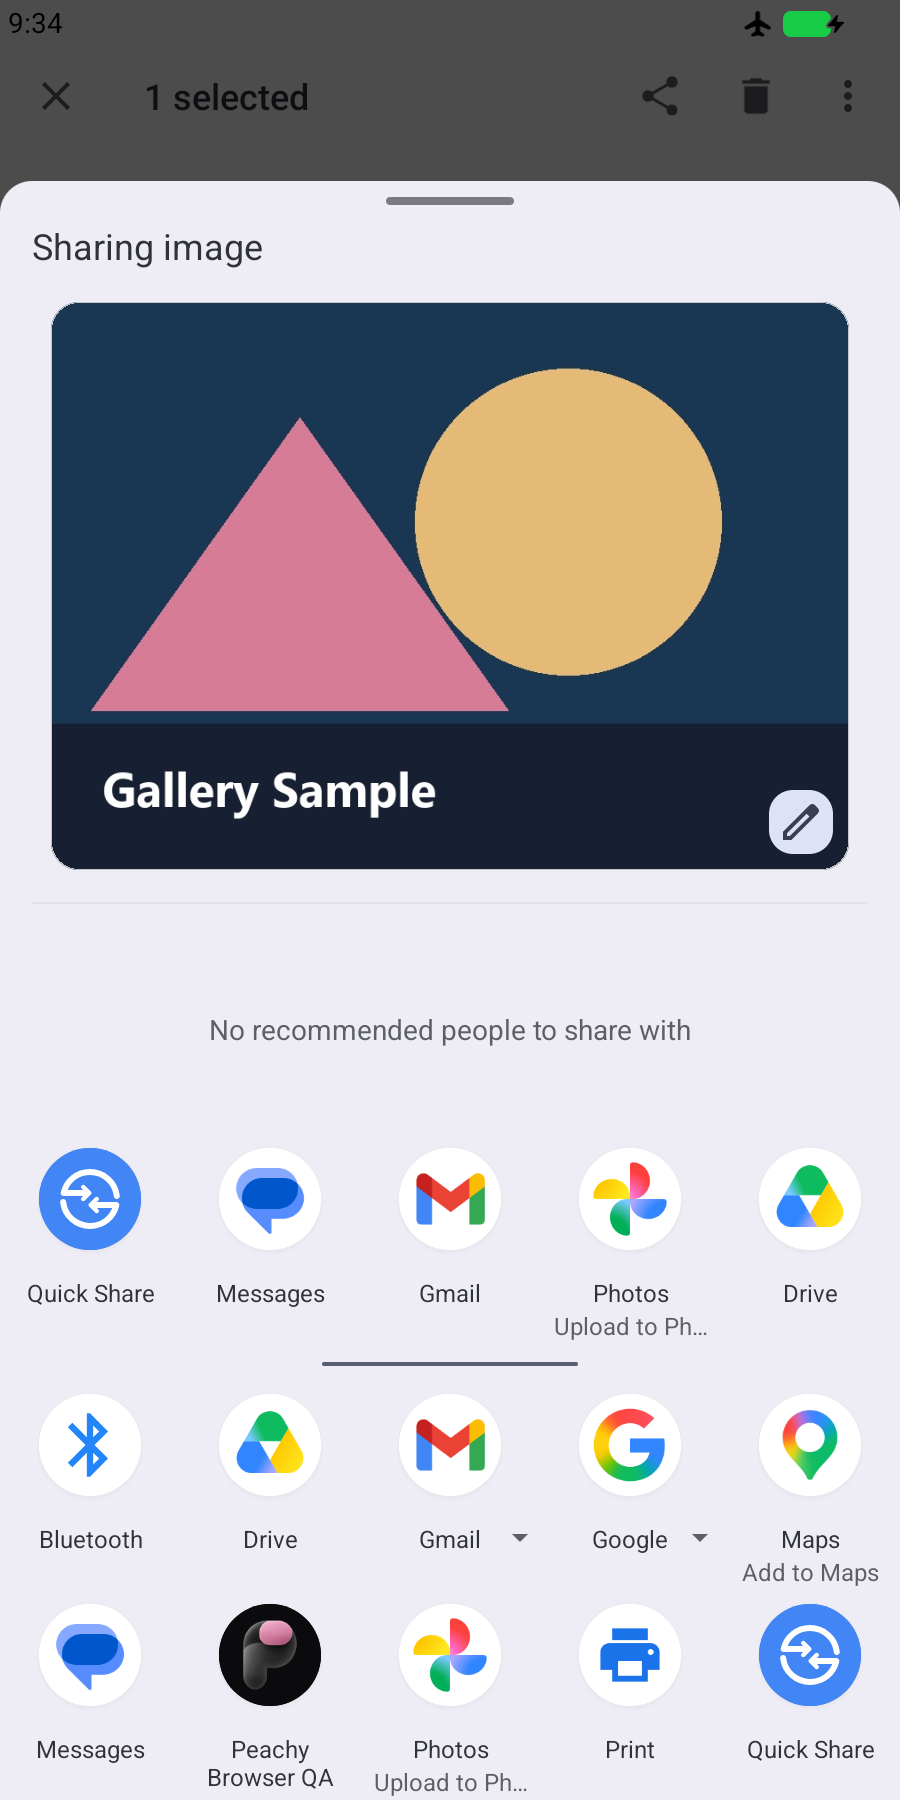 9:34
1 selected
Sharing image
Gallery Sample
No recommended people to share with
Quick Share
Messages
Gmail
Photos
Drive
Upload to Ph...
Bluetooth
Drive
Gmail
Google
Maps
Add to Maps
Messages
Peachy
Photos
Print
Quick Share
Browser QA
Upload to Ph...